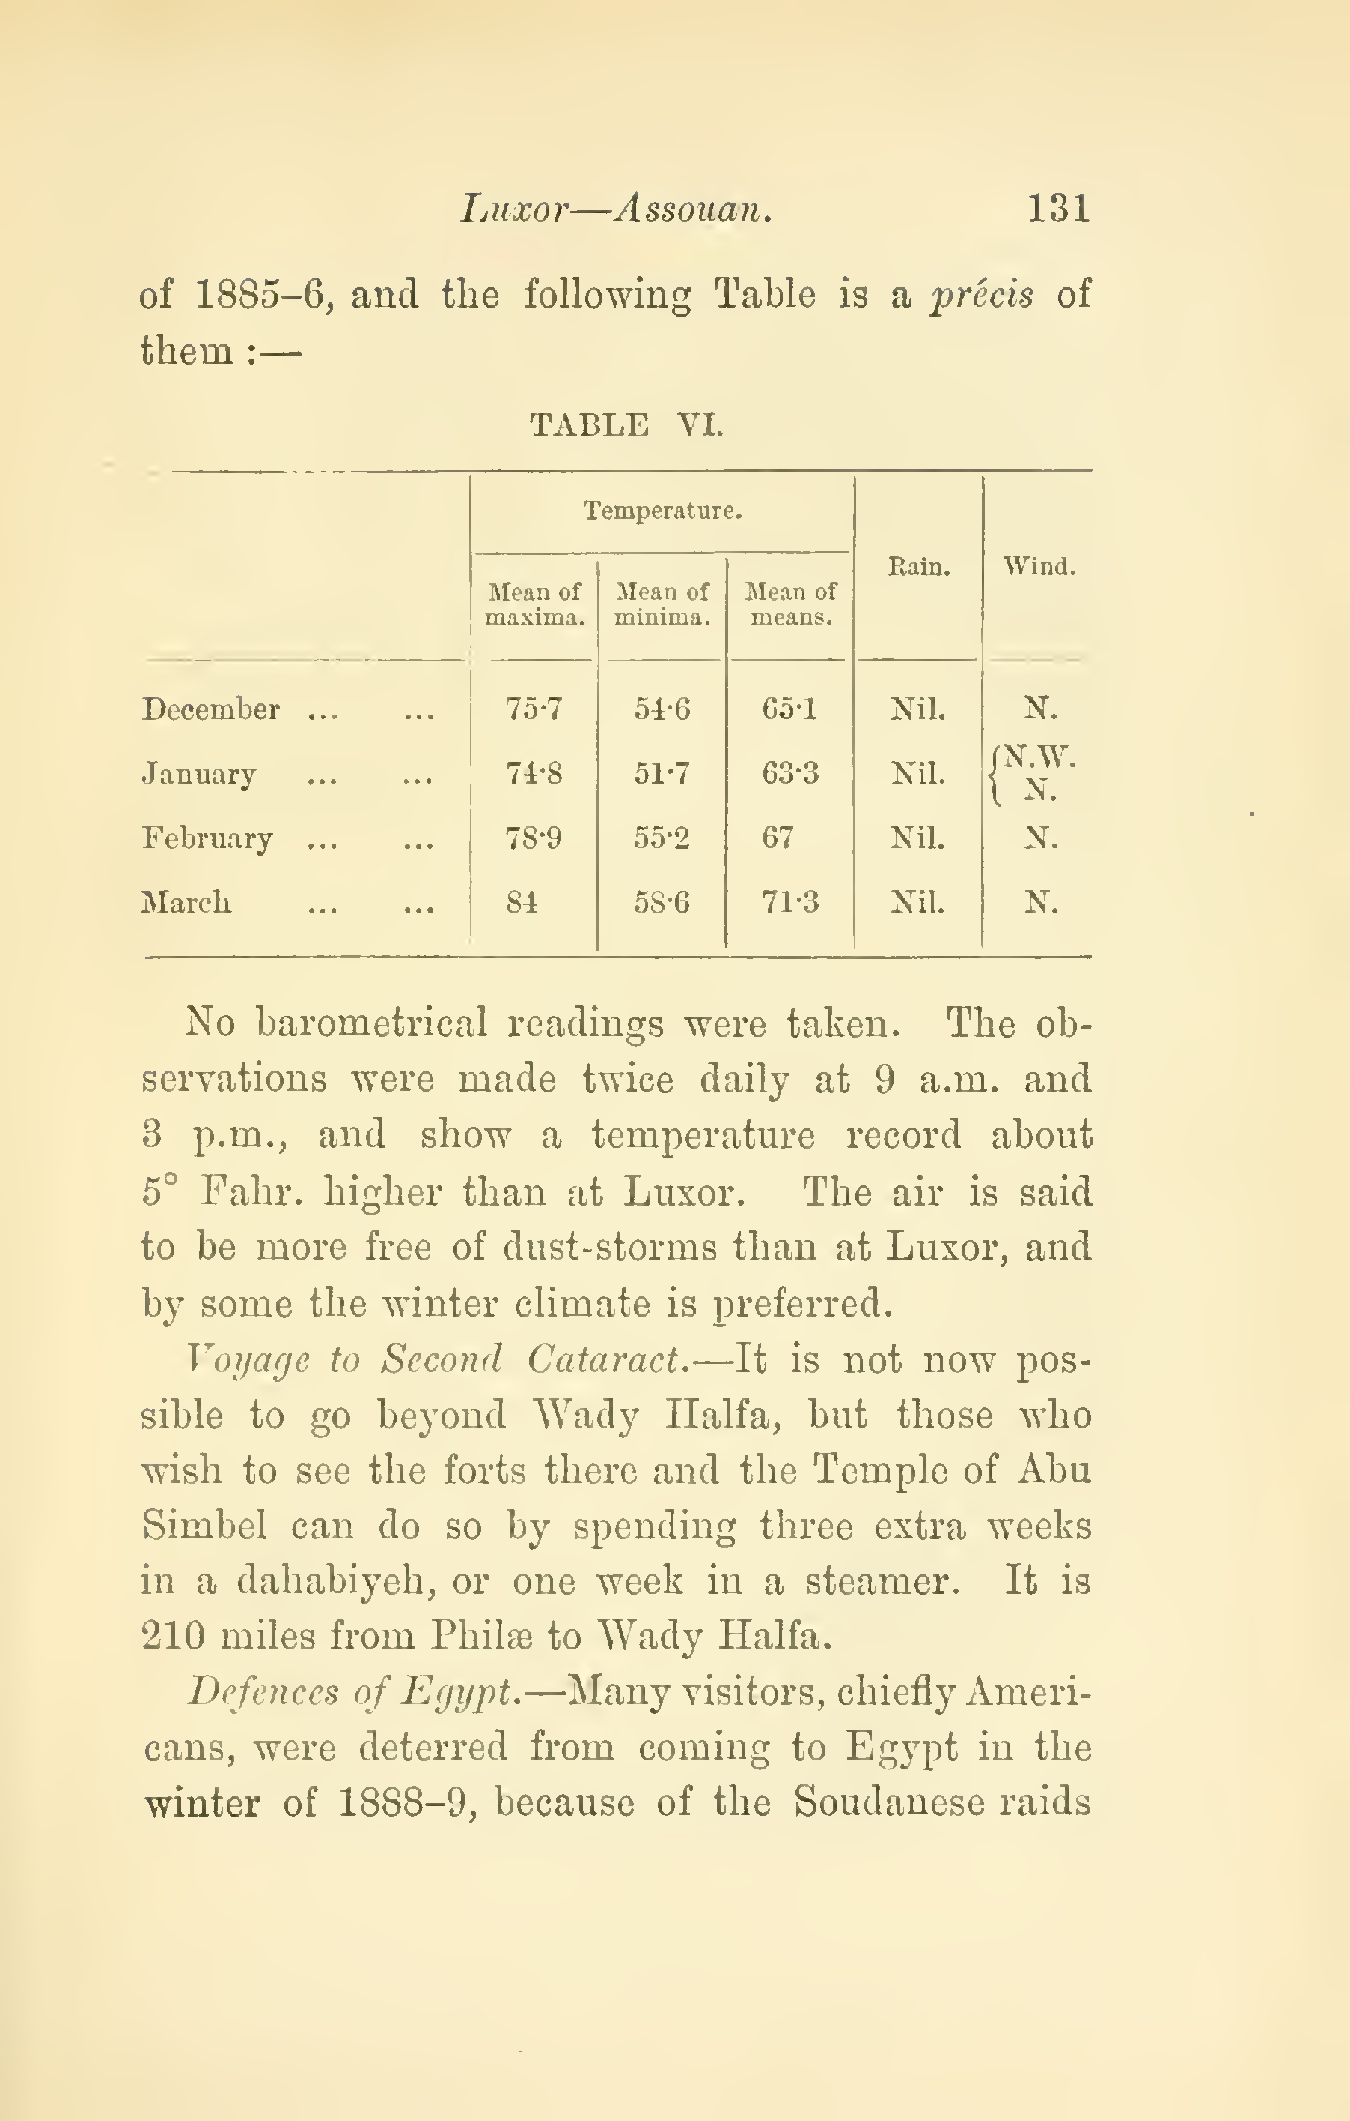 Luxor—Assouan. 131
of 1885–6, and the following Table is a précis of
them :—
TABLE VI.
Temperature. Rain. Wind.
Mean of maxima. Mean of minima. Mean of means.
December ... ... 75·7 54·6 65·1 Nil. N.
January ... ... 74·8 51·7 63·3 Nil. { N.W. N.
February ... ... 78·9 55·2 67 Nil. N.
March ... ... 84 58·6 71·3 Nil. N.
No barometrical readings were taken. The ob-
servations were made twice daily at 9 a.m. and
3 p.m., and show a temperature record about
5° Fahr. higher than at Luxor. The air is said
to be more free of dust-storms than at Luxor, and
by some the winter climate is preferred.
Voyage to Second Cataract.—It is not now pos-
sible to go beyond Wady Halfa, but those who
wish to see the forts there and the Temple of Abu
Simbel can do so by spending three extra weeks
in a dahabiyeh, or one week in a steamer. It is
210 miles from Philæ to Wady Halfa.
Defences of Egypt.—Many visitors, chiefly Ameri-
cans, were deterred from coming to Egypt in the
winter of 1888–9, because of the Soudanese raids